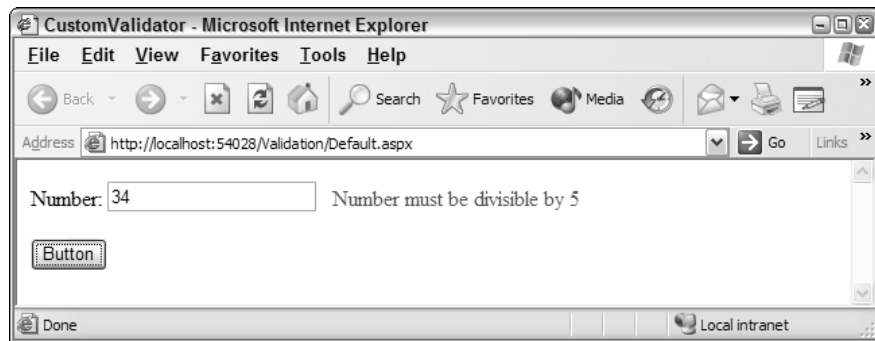 CustomValidator - Microsoft Internet Explorer
File Edit View Favorites Tools Help
Back Search Favorites Media »
Address http://localhost:54028/Validation/Default.aspx Go Links »
Number: 34 Number must be divisible by 5
Button
Done Local intranet